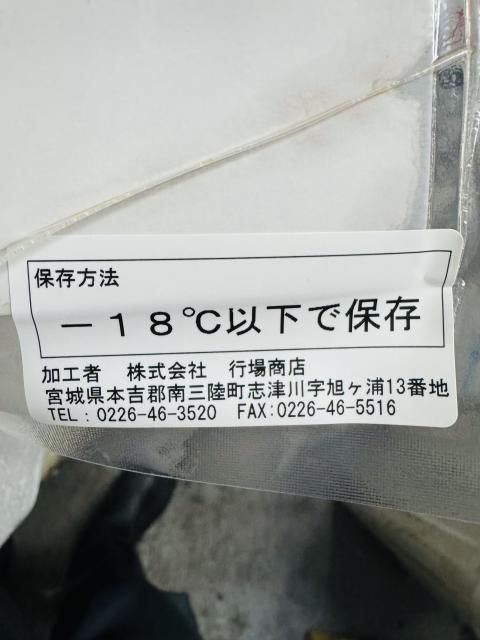 保存方法
－１８℃以下で保存
加工者　株式会社　行場商店
宮城県本吉郡南三陸町志津川字旭ヶ浦13番地
TEL：0226-46-3520　FAX:0226-46-5516